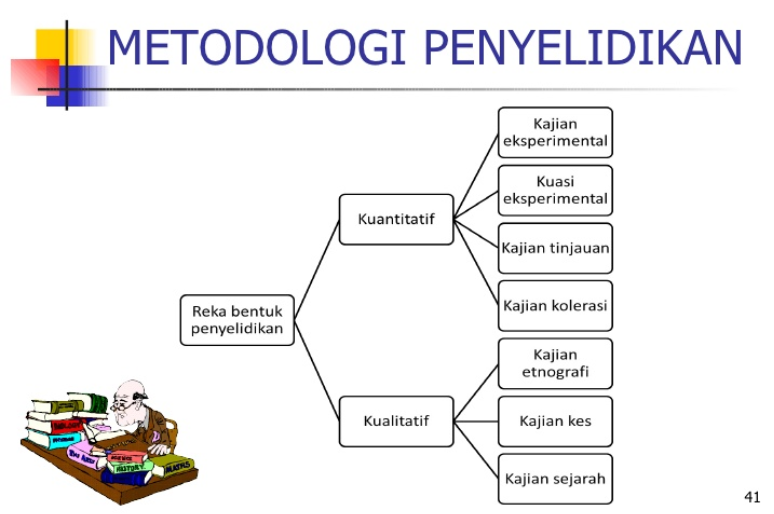 METODOLOGI PENYELIDIKAN
Kajian
eksperimental
Kuasi
eksperimental
Kuantitatif
Kajian tinjauan
Reka bentuk
penyelidikan
Kajian kolerasi
Kajian
etnografi
Kualitatif
Kajian kes
Kajian sejarah
SCIENCE
HISTORY
MATHS
41